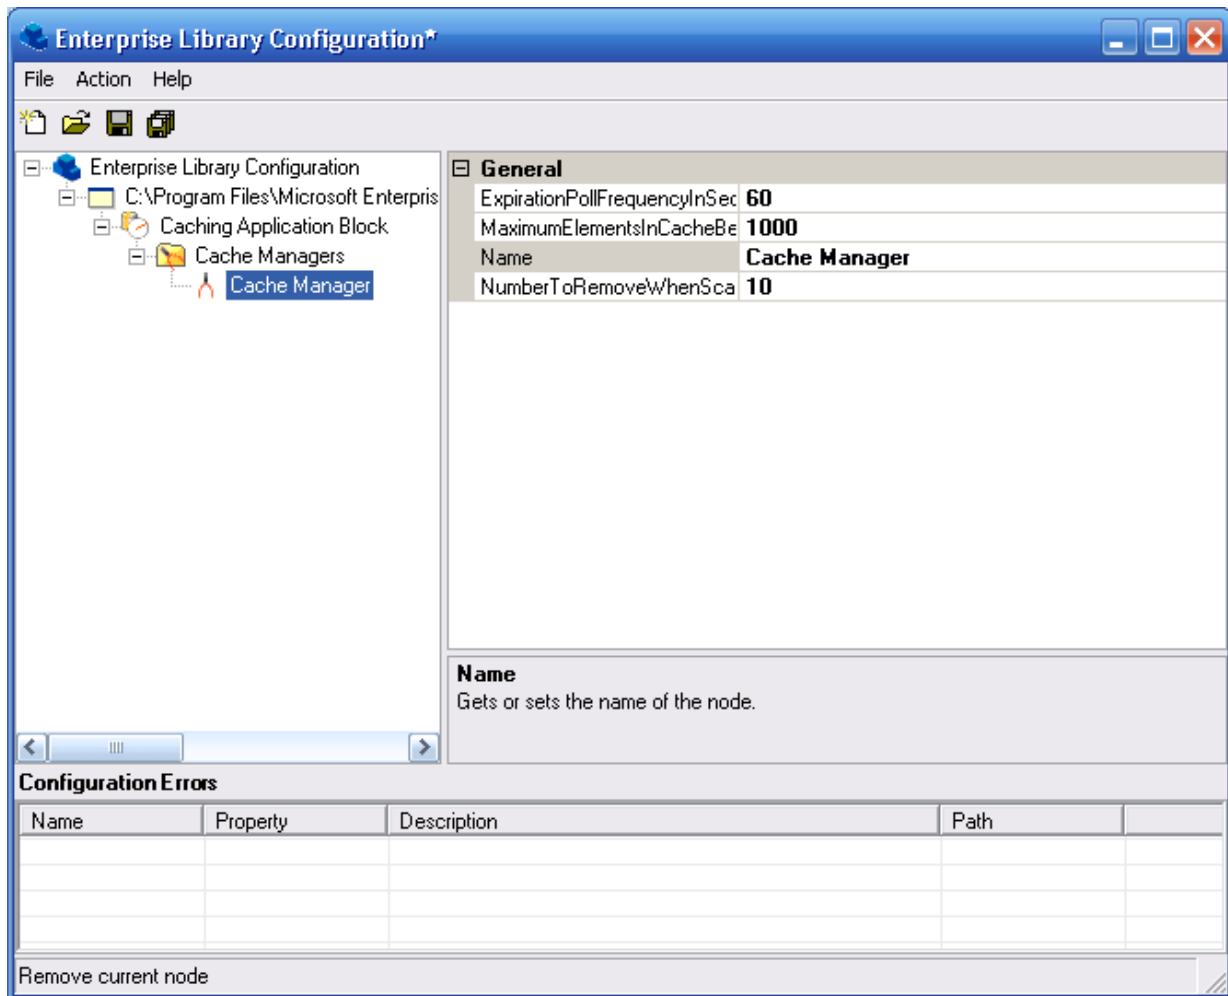 Enterprise Library Configuration*
File Action Help
Enterprise Library Configuration
C:\Program Files\Microsoft Enterpris
Caching Application Block
Cache Managers
Cache Manager
General
ExpirationPollFrequencyInSec 60
MaximumElementsInCacheBe 1000
Name Cache Manager
NumberToRemoveWhenSca 10
Name
Gets or sets the name of the node.
Configuration Errors
Name Property Description Path
Remove current node